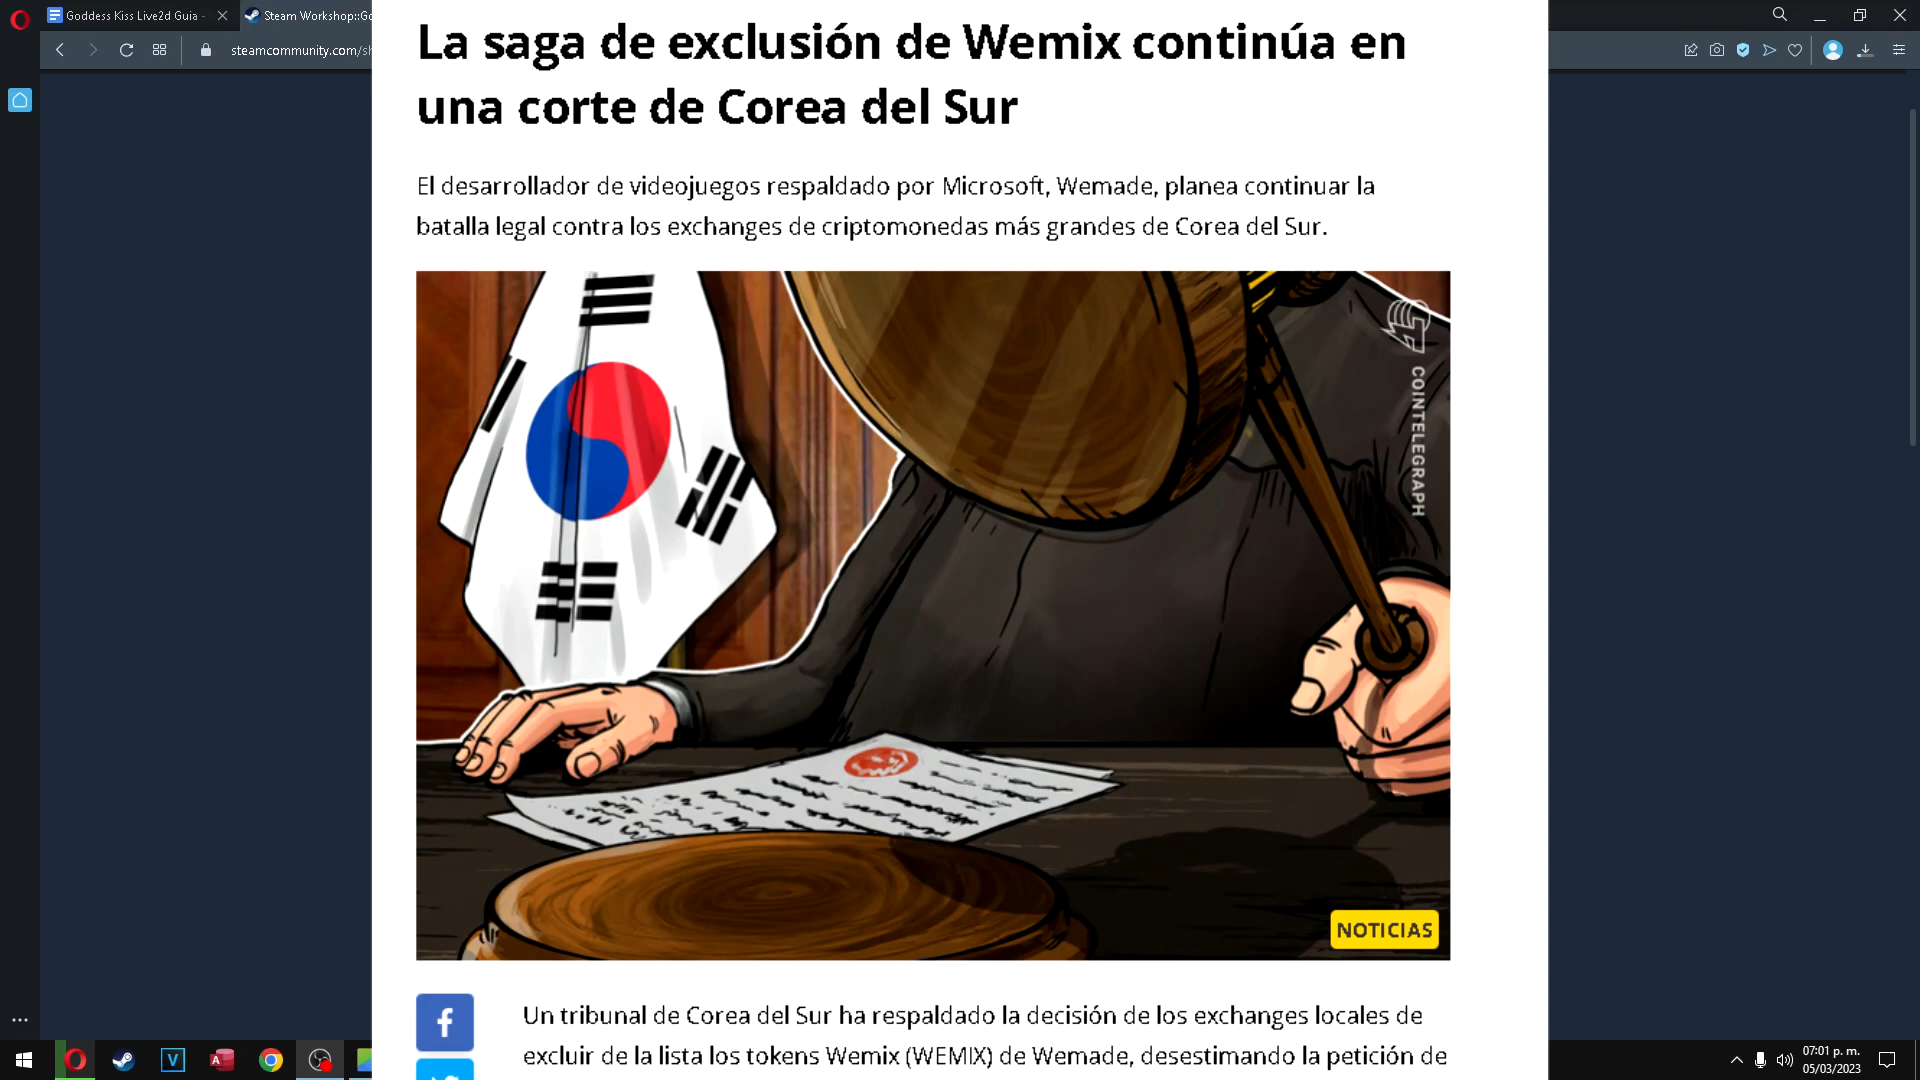 Goddess Kiss Live2d Guia -
Steam Workshop::Go
steamcommunity.com/sh
La saga de exclusión de Wemix continúa en
una corte de Corea del Sur
El desarrollador de videojuegos respaldado por Microsoft, Wemade, planea continuar la
batalla legal contra los exchanges de criptomonedas más grandes de Corea del Sur.
COINTELEGRAPH
NOTICIAS
Un tribunal de Corea del Sur ha respaldado la decisión de los exchanges locales de
excluir de la lista los tokens Wemix (WEMIX) de Wemade, desestimando la petición de
07:01 p. m.
05/03/2023